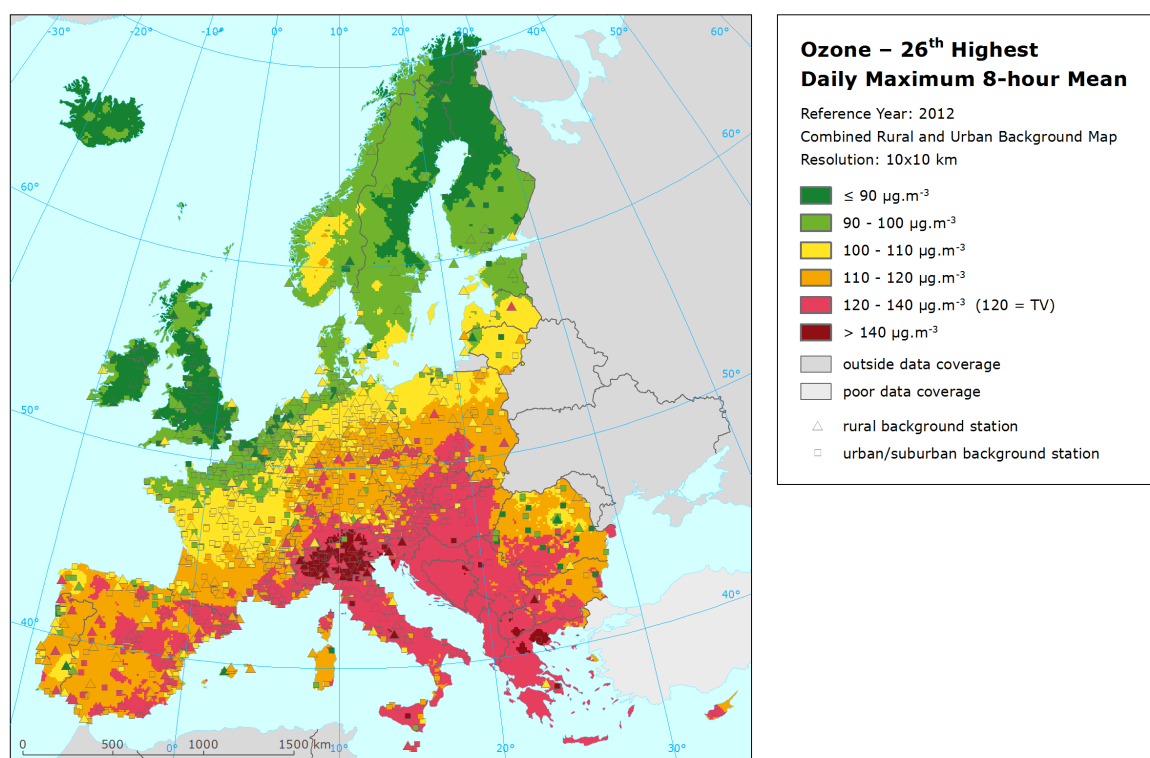 -30° -20° -10° 0° 10° 20° 30° 40° 50° 60°
60°
60°
50°
50°
40°
40°
0 500 1000 1500 km
0° 10° 20° 30°
Ozone – 26th Highest
Daily Maximum 8-hour Mean
Reference Year: 2012
Combined Rural and Urban Background Map
Resolution: 10x10 km
≤ 90 µg.m-3
90 - 100 µg.m-3
100 - 110 µg.m-3
110 - 120 µg.m-3
120 - 140 µg.m-3 (120 = TV)
> 140 µg.m-3
outside data coverage
poor data coverage
rural background station
urban/suburban background station